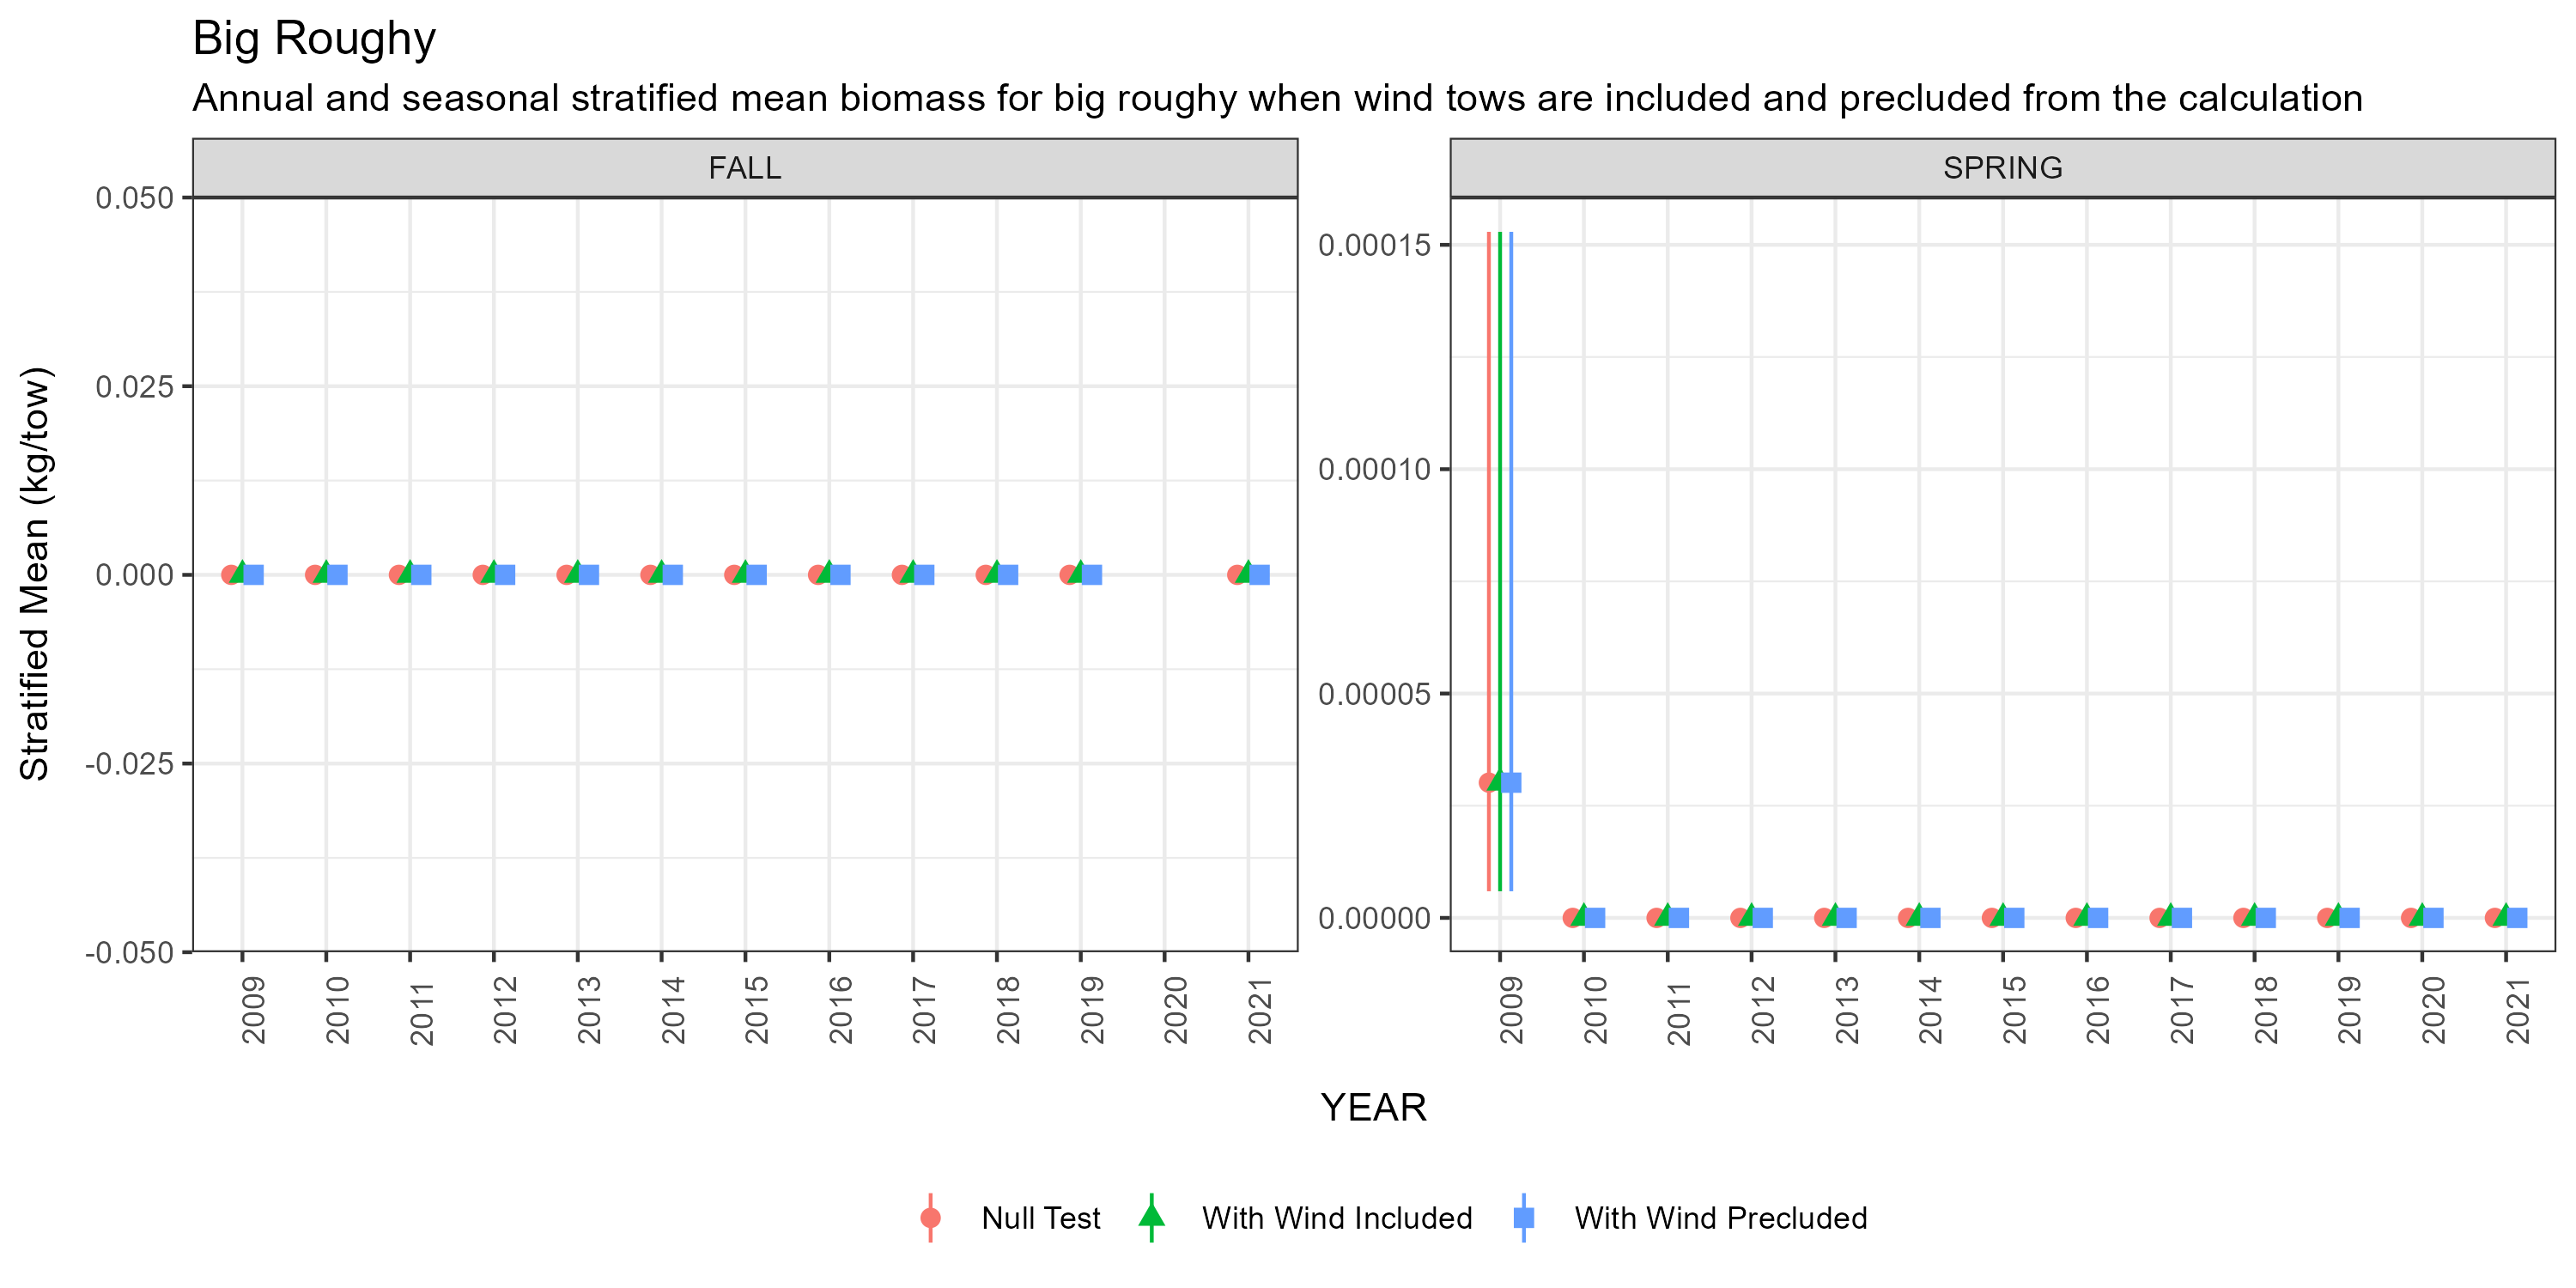 Big Roughy
Annual and seasonal stratified mean biomass for big roughy when wind tows are included and precluded from the calculation
FALL
SPRING
Stratified Mean (kg/tow)
0.050
0.025
0.000
-0.025
-0.050
0.00015
0.00010
0.00005
0.00000
2009 2010 2011 2012 2013 2014 2015 2016 2017 2018 2019 2020 2021
2009 2010 2011 2012 2013 2014 2015 2016 2017 2018 2019 2020 2021
YEAR
Null Test With Wind Included With Wind Precluded